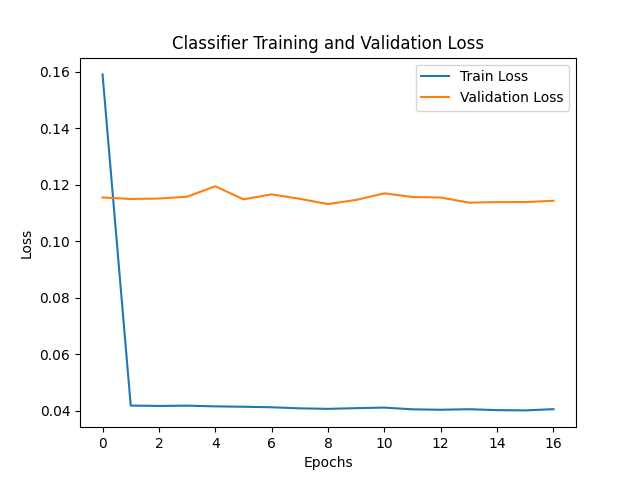 Classifier Training and Validation Loss
Train Loss
Validation Loss
0.16
0.14
0.12
0.10
0.08
0.06
0.04
Loss
0 2 4 6 8 10 12 14 16
Epochs